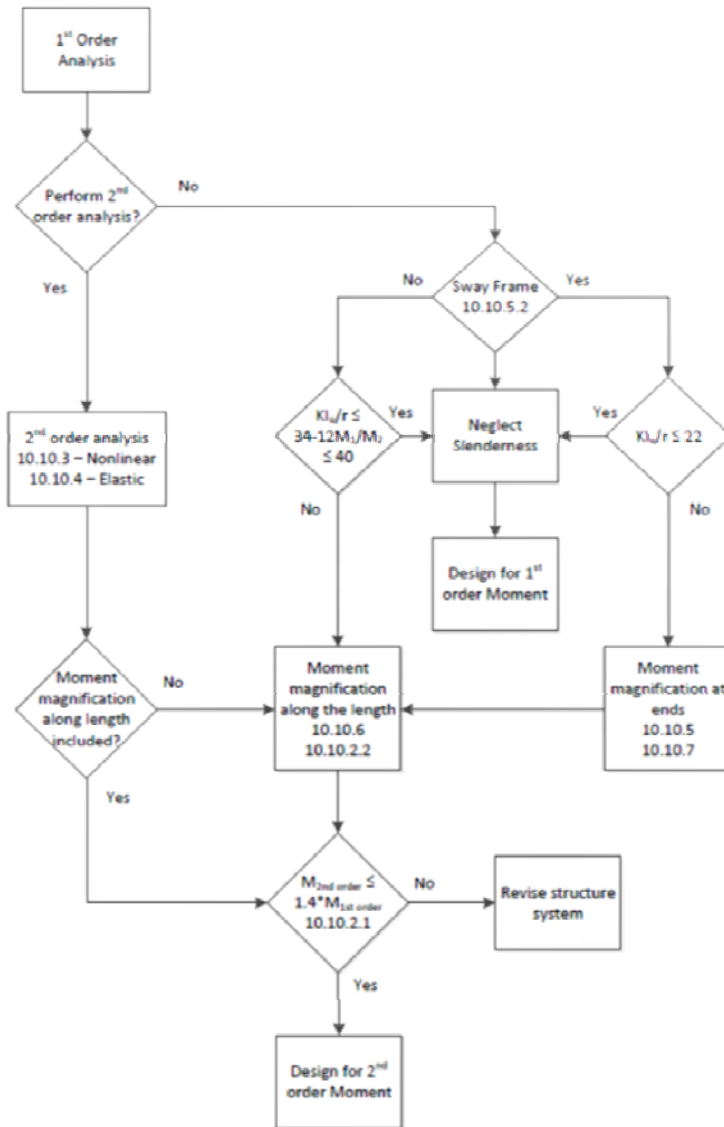 1st Order
Analysis
Perform 2nd
order analysis?
No
Yes
Sway Frame
10.10.5.2
No
Yes
Klu/r ≤
34-12M1/M2
≤ 40
Yes
No
Neglect
Slenderness
Yes
Klu/r ≤ 22
No
2nd order analysis
10.10.3 – Nonlinear
10.10.4 – Elastic
Design for 1st
order Moment
Moment
magnification
along length
included?
No
Yes
Moment
magnification
along the length
10.10.6
10.10.2.2
Moment
magnification at
ends
10.10.5
10.10.7
M2nd order ≤
1.4*M1st order
10.10.2.1
No
Yes
Revise structure
system
Design for 2nd
order Moment